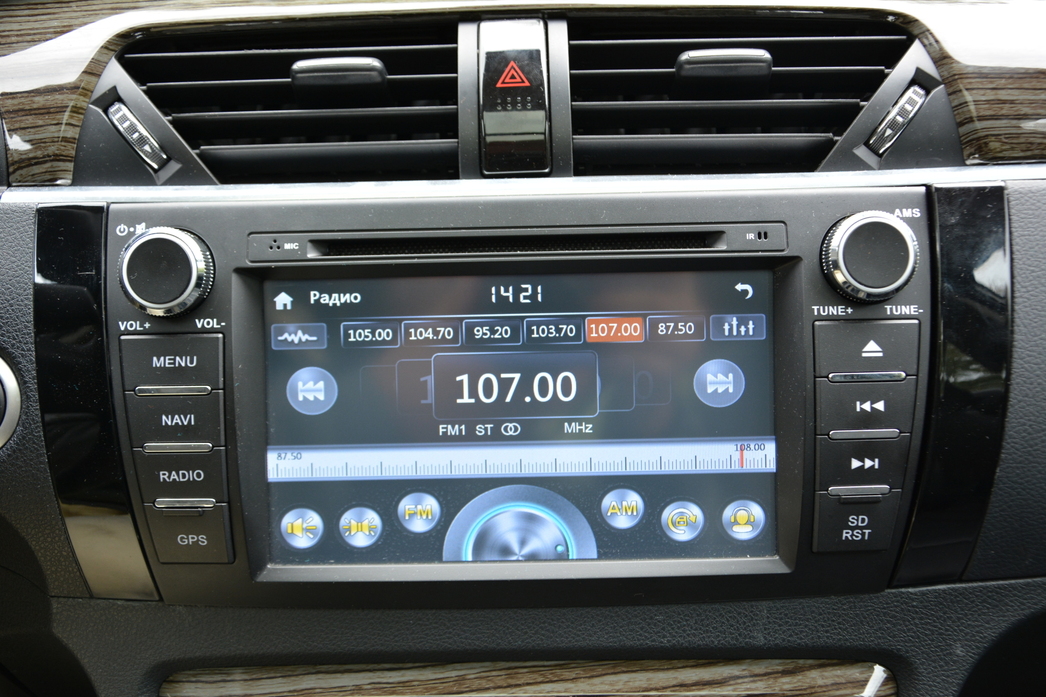 MIC
IR
AMS
VOL+ VOL-
TUNE+ TUNE-
MENU
NAVI
RADIO
GPS
Радио 14 21
105.00 104.70 95.20 103.70 107.00 87.50
107.00
FM1 ST MHz
87.50 108.00
FM AM
SD
RST